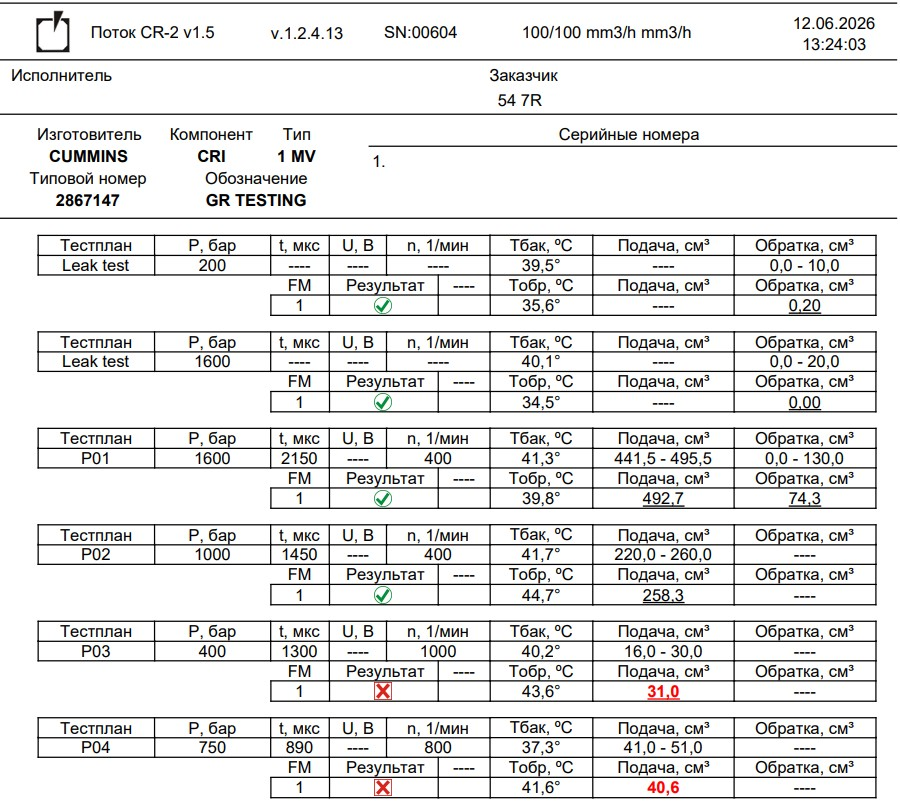 Поток CR-2 v1.5 v.1.2.4.13 SN:00604 100/100 mm3/h mm3/h 12.06.2026
13:24:03
Исполнитель Заказчик
54 7R
Изготовитель Компонент Тип Серийные номера
CUMMINS CRI 1 MV 1.
Типовой номер Обозначение
2867147 GR TESTING
Тестплан P, бар t, мкс U, В n, 1/мин Тбак, ºC Подача, см³ Обратка, см³
Leak test 200 ---- ---- ---- 39,5° ---- 0,0 - 10,0
FM Результат ---- Тобр, ºC Подача, см³ Обратка, см³
1 35,6° ---- 0,20
Тестплан P, бар t, мкс U, В n, 1/мин Тбак, ºC Подача, см³ Обратка, см³
Leak test 1600 ---- ---- ---- 40,1° ---- 0,0 - 20,0
FM Результат ---- Тобр, ºC Подача, см³ Обратка, см³
1 34,5° ---- 0,00
Тестплан P, бар t, мкс U, В n, 1/мин Тбак, ºC Подача, см³ Обратка, см³
P01 1600 2150 ---- 400 41,3° 441,5 - 495,5 0,0 - 130,0
FM Результат ---- Тобр, ºC Подача, см³ Обратка, см³
1 39,8° 492,7 74,3
Тестплан P, бар t, мкс U, В n, 1/мин Тбак, ºC Подача, см³ Обратка, см³
P02 1000 1450 ---- 400 41,7° 220,0 - 260,0 ----
FM Результат ---- Тобр, ºC Подача, см³ Обратка, см³
1 44,7° 258,3 ----
Тестплан P, бар t, мкс U, В n, 1/мин Тбак, ºC Подача, см³ Обратка, см³
P03 400 1300 ---- 1000 40,2° 16,0 - 30,0 ----
FM Результат ---- Тобр, ºC Подача, см³ Обратка, см³
1 43,6° 31,0 ----
Тестплан P, бар t, мкс U, В n, 1/мин Тбак, ºC Подача, см³ Обратка, см³
P04 750 890 ---- 800 37,3° 41,0 - 51,0 ----
FM Результат ---- Тобр, ºC Подача, см³ Обратка, см³
1 41,6° 40,6 ----